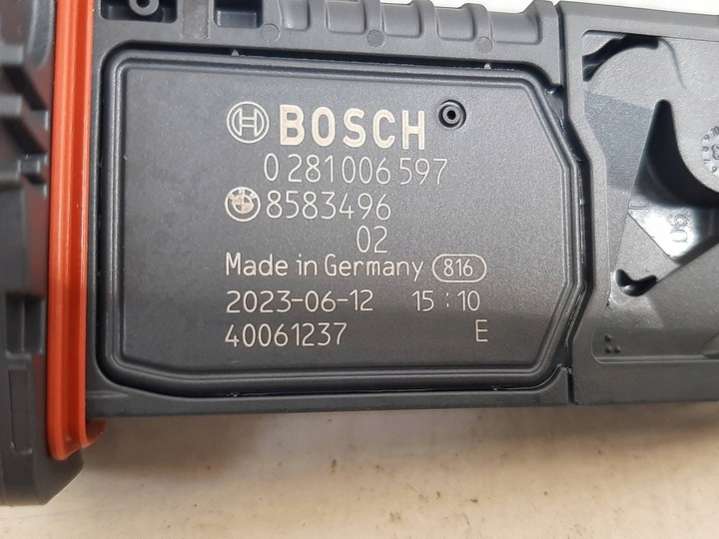 BOSCH
0 281 006 597
8583496
02
Made in Germany 816
2023-06-12 15:10
40061237 E